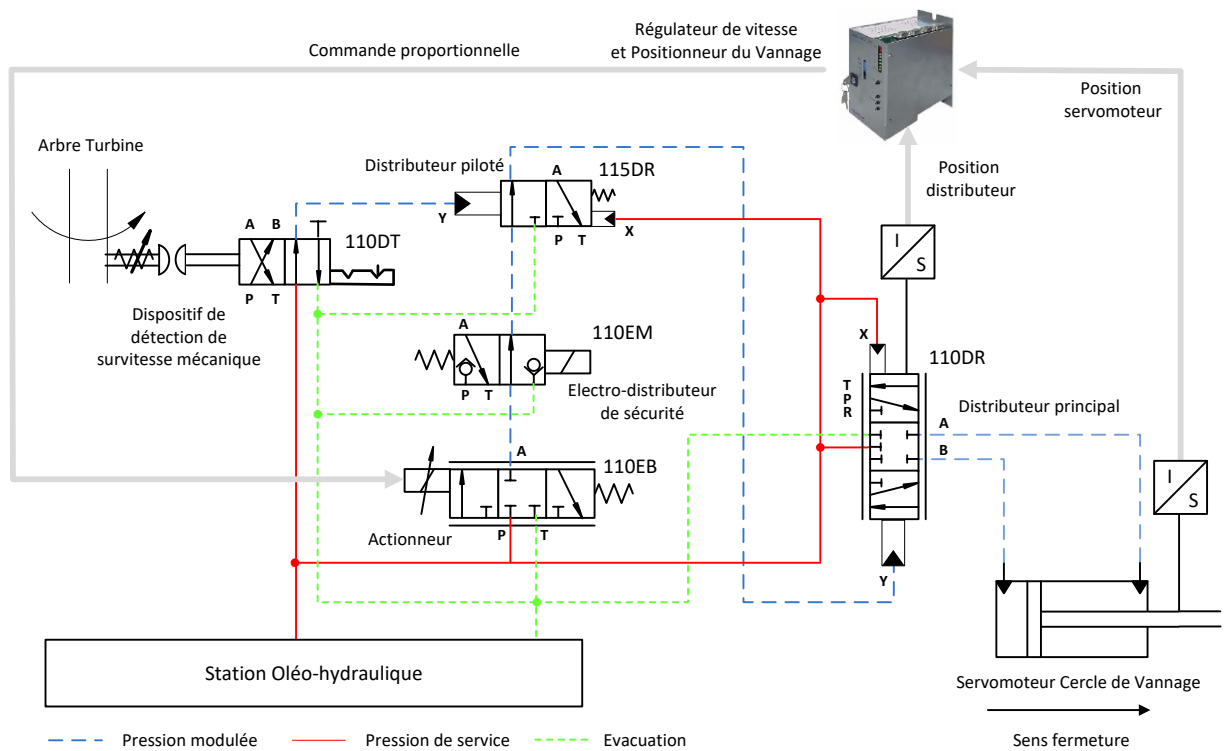 Commande proportionnelle
Régulateur de vitesse
et Positionneur du Vannage
Position
servomoteur
Arbre Turbine
Distributeur piloté
A
115DR
Position
distributeur
Y
P
T
X
A
B
110DT
I
S
P
T
Dispositif de
détection de
survitesse mécanique
A
110EM
P
T
Electro-distributeur
de sécurité
X
110DR
T
P
R
Distributeur principal
A
B
A
110EB
P
T
Actionneur
I
S
Y
Station Oléo-hydraulique
Servomoteur Cercle de Vannage
Sens fermeture
Pression modulée
Pression de service
Evacuation